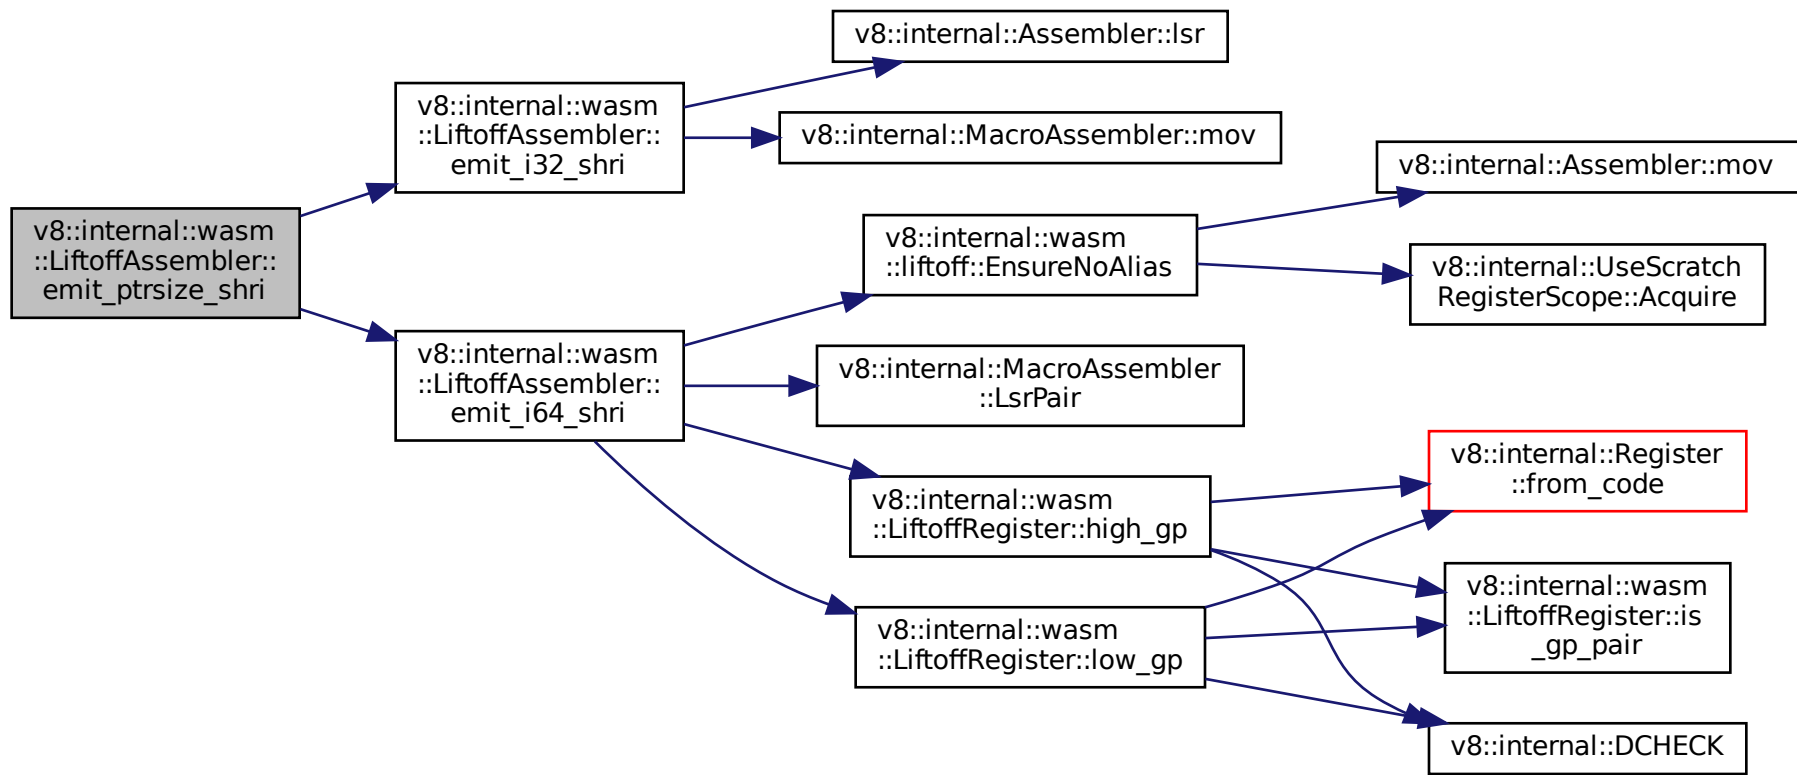 v8::internal::wasm
::LiftoffAssembler::
emit_ptrsize_shri
v8::internal::wasm
::LiftoffAssembler::
emit_i32_shri
v8::internal::Assembler::lsr
v8::internal::MacroAssembler::mov
v8::internal::wasm
::LiftoffAssembler::
emit_i64_shri
v8::internal::wasm
::liftoff::EnsureNoAlias
v8::internal::Assembler::mov
v8::internal::UseScratch
RegisterScope::Acquire
v8::internal::MacroAssembler
::LsrPair
v8::internal::wasm
::LiftoffRegister::high_gp
v8::internal::Register
::from_code
v8::internal::wasm
::LiftoffRegister::is
_gp_pair
v8::internal::wasm
::LiftoffRegister::low_gp
v8::internal::DCHECK